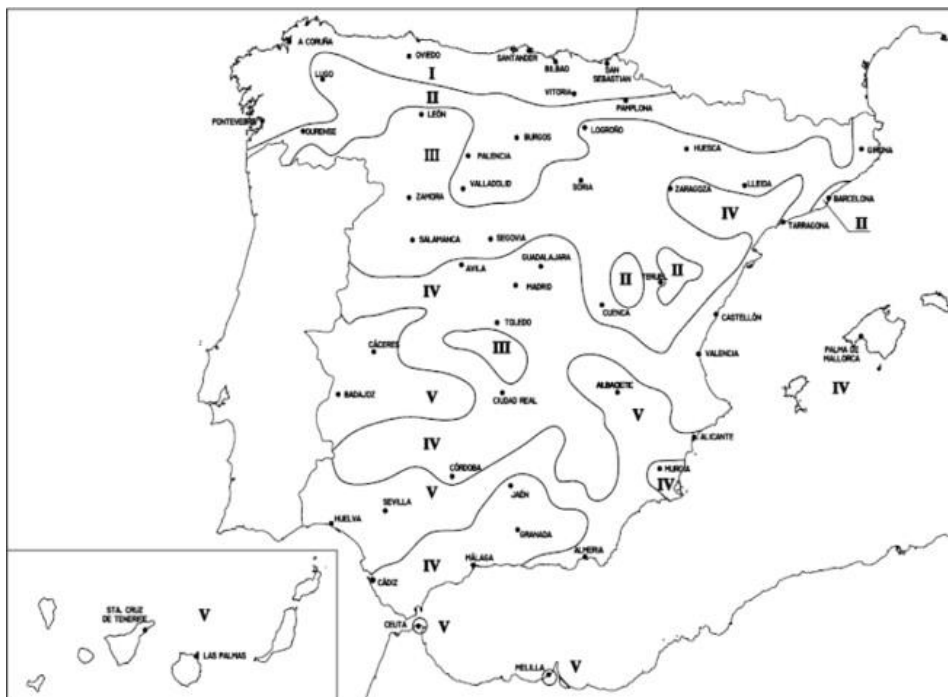 A CORUÑA
OVIEDO
SANTANDER
BILBAO
SAN
SEBASTIAN
LUGO
I
VITORIA
PAMPLONA
II
LEÓN
PONTEVEDRA
OURENSE
BURGOS
LOGROÑO
HUESCA
GIRONA
III
PALENCIA
VALLADOLID
SORIA
ZARAGOZA
LLEIDA
ZAMORA
BARCELONA
IV
II
TARRAGONA
SALAMANCA
SEGOVIA
AVILA
GUADALAJARA
II
II
TERUEL
IV
MADRID
CUENCA
CASTELLÓN
TOLEDO
CÁCERES
III
VALENCIA
PALMA DE
MALLORCA
IV
ALBACETE
BADAJOZ
V
CIUDAD REAL
V
ALICANTE
IV
CÓRDOBA
MURCIA
IV
V
JAÉN
SEVILLA
HUELVA
GRANADA
ALMERIA
MÁLAGA
IV
CÁDIZ
STA. CRUZ
DE TENERIFE
V
LAS PALMAS
CEUTA
V
MELILLA
V